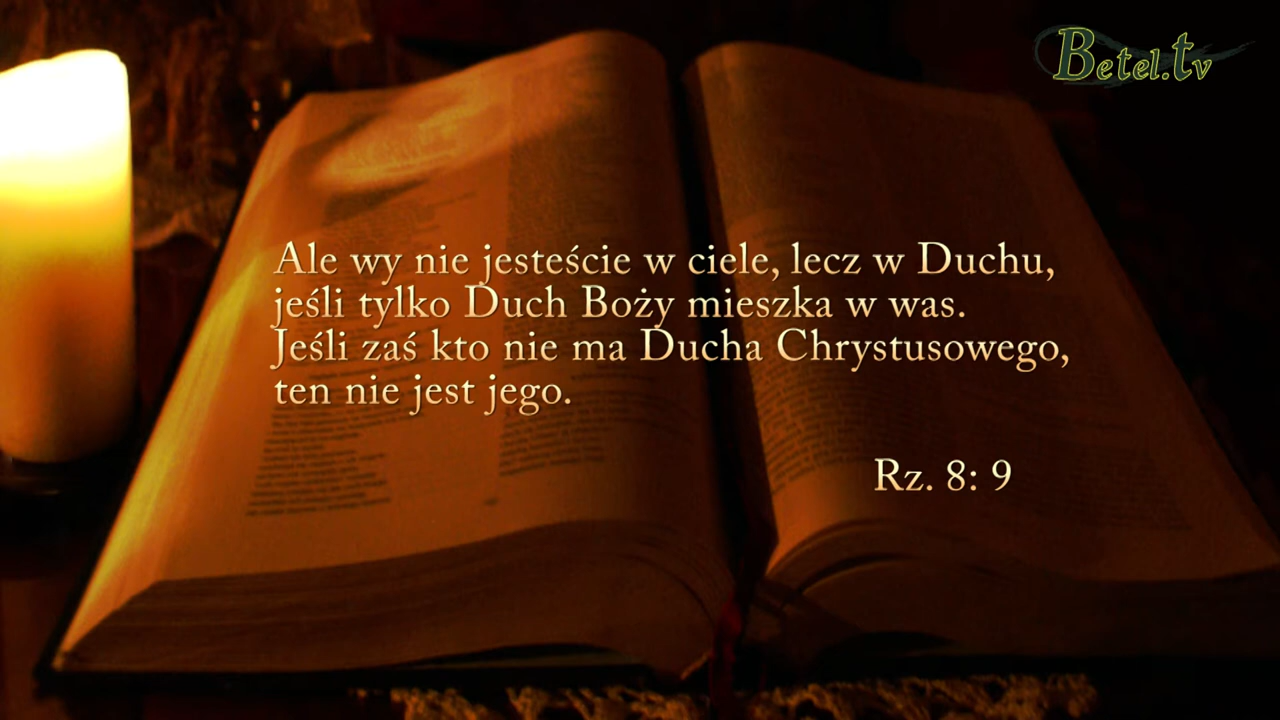 Betel.tv
Ale wy nie jesteście w ciele, lecz w Duchu,
jeśli tylko Duch Boży mieszka w was.
Jeśli zaś kto nie ma Ducha Chrystusowego,
ten nie jest jego.
Rz. 8: 9